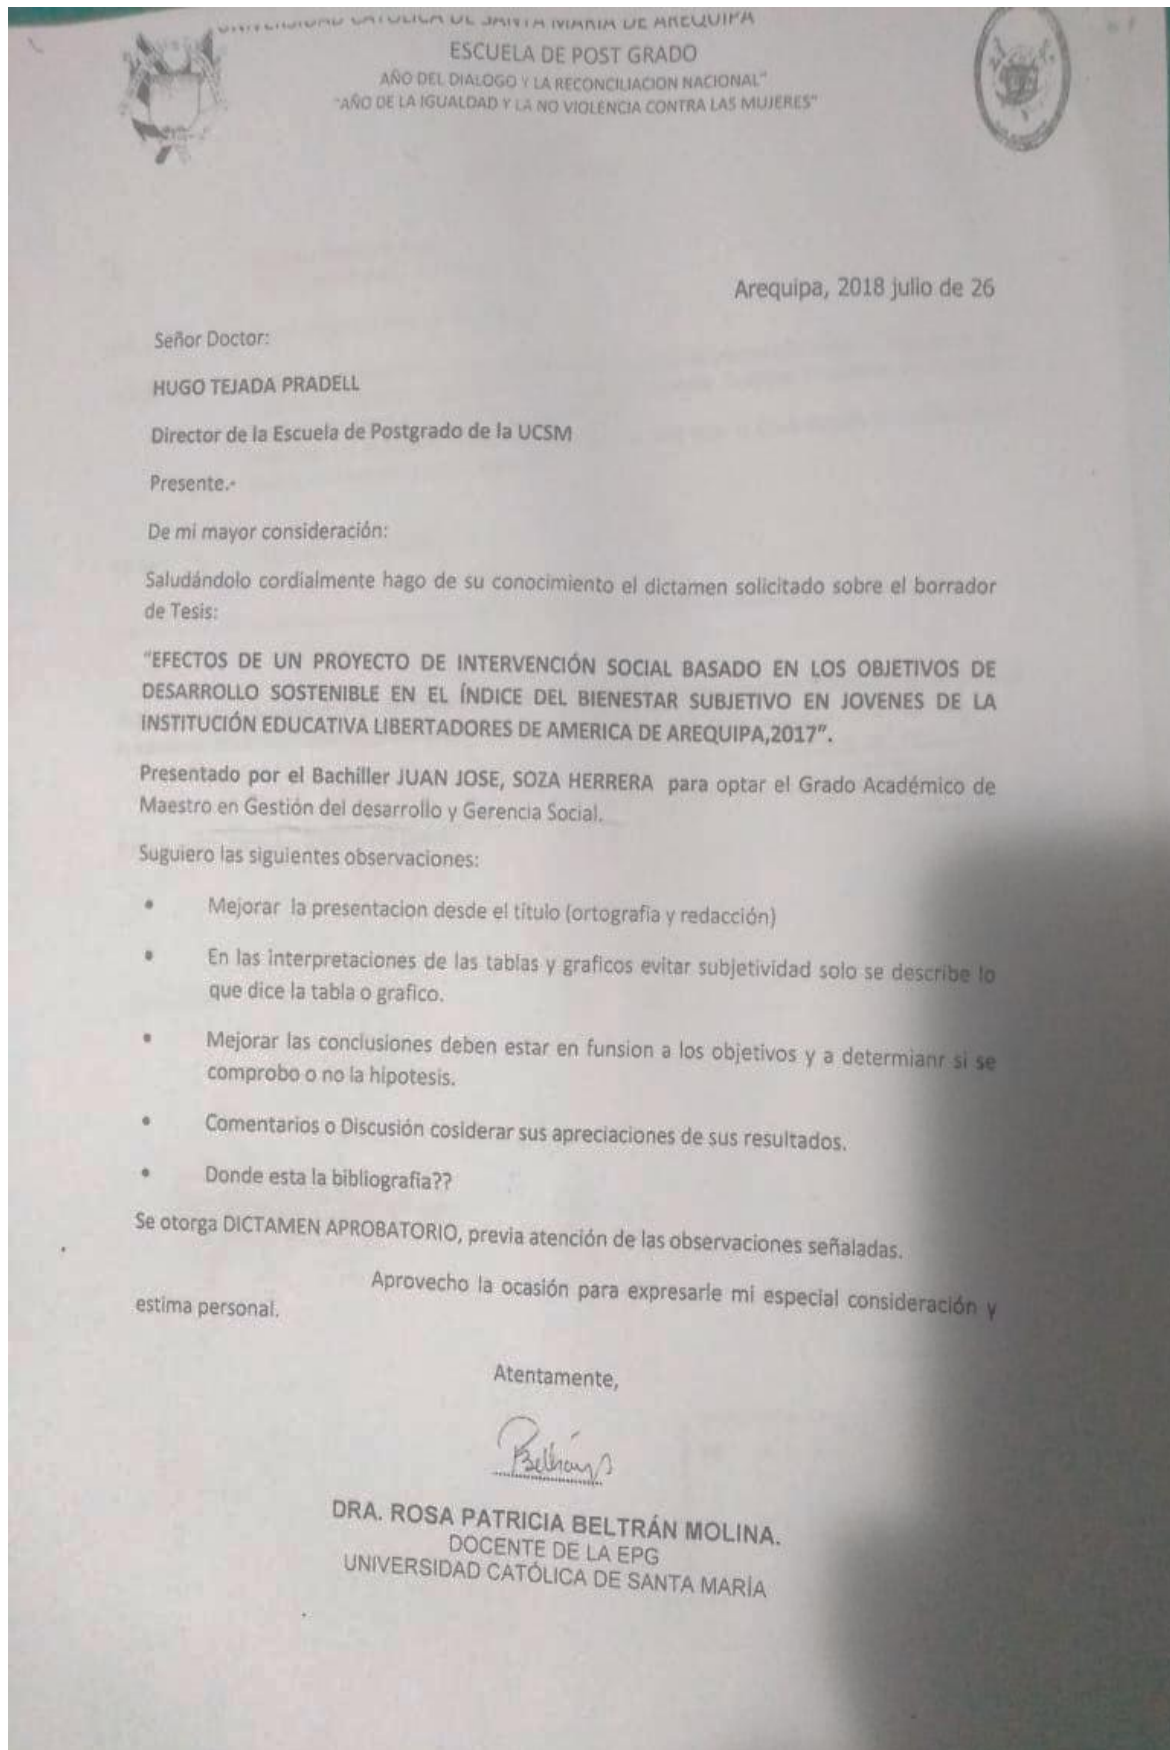 UNIVERSIDAD CATOLICA DE SANTA MARIA DE AREQUIPA
ESCUELA DE POST GRADO
AÑO DEL DIALOGO Y LA RECONCILIACION NACIONAL"
"AÑO DE LA IGUALDAD Y LA NO VIOLENCIA CONTRA LAS MUJERES"
Arequipa, 2018 julio de 26
Señor Doctor:
HUGO TEJADA PRADELL
Director de la Escuela de Postgrado de la UCSM
Presente.-
De mi mayor consideración:
Saludándolo cordialmente hago de su conocimiento el dictamen solicitado sobre el borrador
de Tesis:
"EFECTOS DE UN PROYECTO DE INTERVENCIÓN SOCIAL BASADO EN LOS OBJETIVOS DE
DESARROLLO SOSTENIBLE EN EL ÍNDICE DEL BIENESTAR SUBJETIVO EN JOVENES DE LA
INSTITUCIÓN EDUCATIVA LIBERTADORES DE AMERICA DE AREQUIPA,2017".
Presentado por el Bachiller JUAN JOSE, SOZA HERRERA para optar el Grado Académico de
Maestro en Gestión del desarrollo y Gerencia Social.
Suguiero las siguientes observaciones:
• Mejorar la presentacion desde el título (ortografia y redacción)
• En las interpretaciones de las tablas y graficos evitar subjetividad solo se describe lo
que dice la tabla o grafico.
• Mejorar las conclusiones deben estar en funsion a los objetivos y a determianr si se
comprobo o no la hipotesis.
• Comentarios o Discusión cosiderar sus apreciaciones de sus resultados.
• Donde esta la bibliografia??
Se otorga DICTAMEN APROBATORIO, previa atención de las observaciones señaladas.
Aprovecho la ocasión para expresarle mi especial consideración y
estima personal.
Atentamente,
Beltrán
DRA. ROSA PATRICIA BELTRÁN MOLINA.
DOCENTE DE LA EPG
UNIVERSIDAD CATÓLICA DE SANTA MARÍA